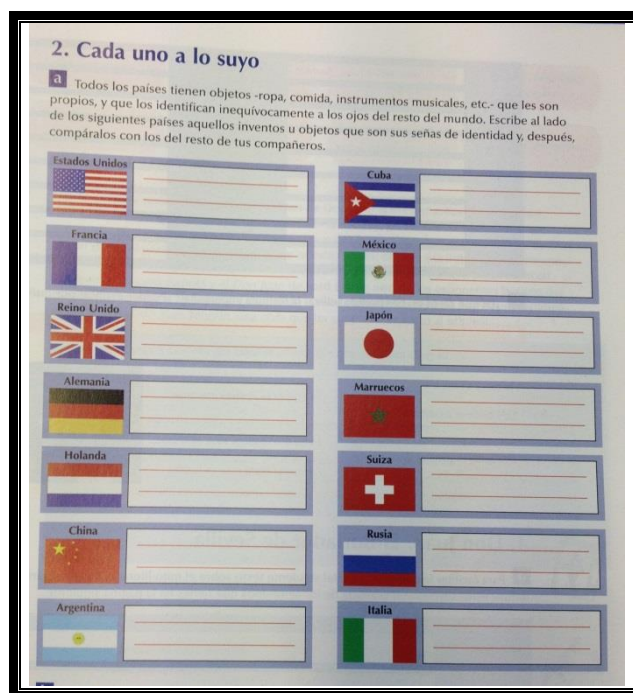 2. Cada uno a lo suyo
a Todos los países tienen objetos -ropa, comida, instrumentos musicales, etc.- que les son
propios, y que los identifican inequívocamente a los ojos del resto del mundo. Escribe al lado
de los siguientes países aquellos inventos u objetos que son sus señas de identidad y, después,
compáralos con los del resto de tus compañeros.
Estados Unidos
Cuba
Francia
México
Reino Unido
Japón
Alemania
Marruecos
Holanda
Suiza
China
Rusia
Argentina
Italia